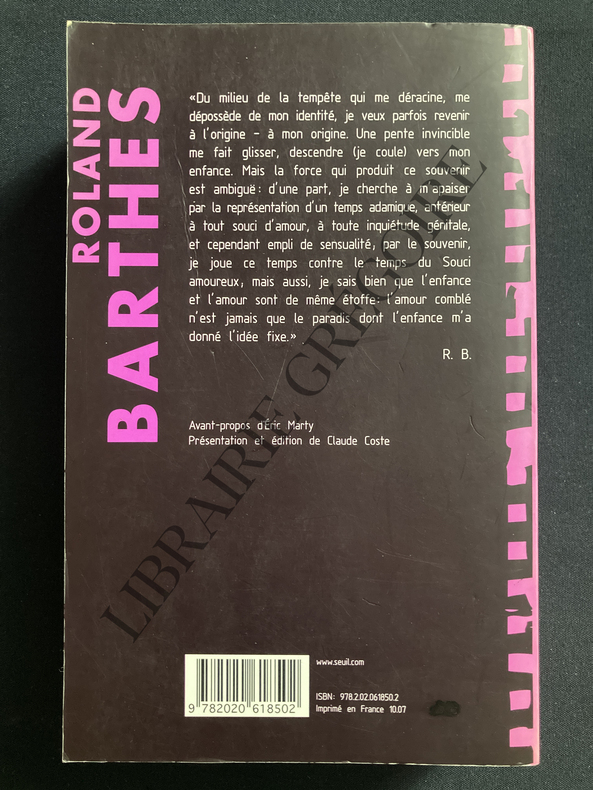 ROLAND
BARTHES
«Du milieu de la tempête qui me déracine, me
dépossède de mon identité, je veux parfois revenir
à l'origine – à mon origine. Une pente invincible
me fait glisser, descendre (je coule) vers mon
enfance. Mais la force qui produit ce souvenir
est ambiguë: d'une part, je cherche à m'apaiser
par la représentation d'un temps adamique, antérieur
à tout souci d'amour, à toute inquiétude génitale,
et cependant empli de sensualité; par le souvenir,
je joue ce temps contre le temps du Souci
amoureux; mais aussi, je sais bien que l'enfance
et l'amour sont de même étoffe: l'amour comblé
n'est jamais que le paradis dont l'enfance m'a
donné l'idée fixe.»
R. B.
Avant-propos d'Éric Marty
Présentation et édition de Claude Coste
LIBRAIRIE GRÉGOIRE
www.seuil.com
ISBN: 978.2.02.061850.2
Imprimé en France 10.07
9 782020 618502